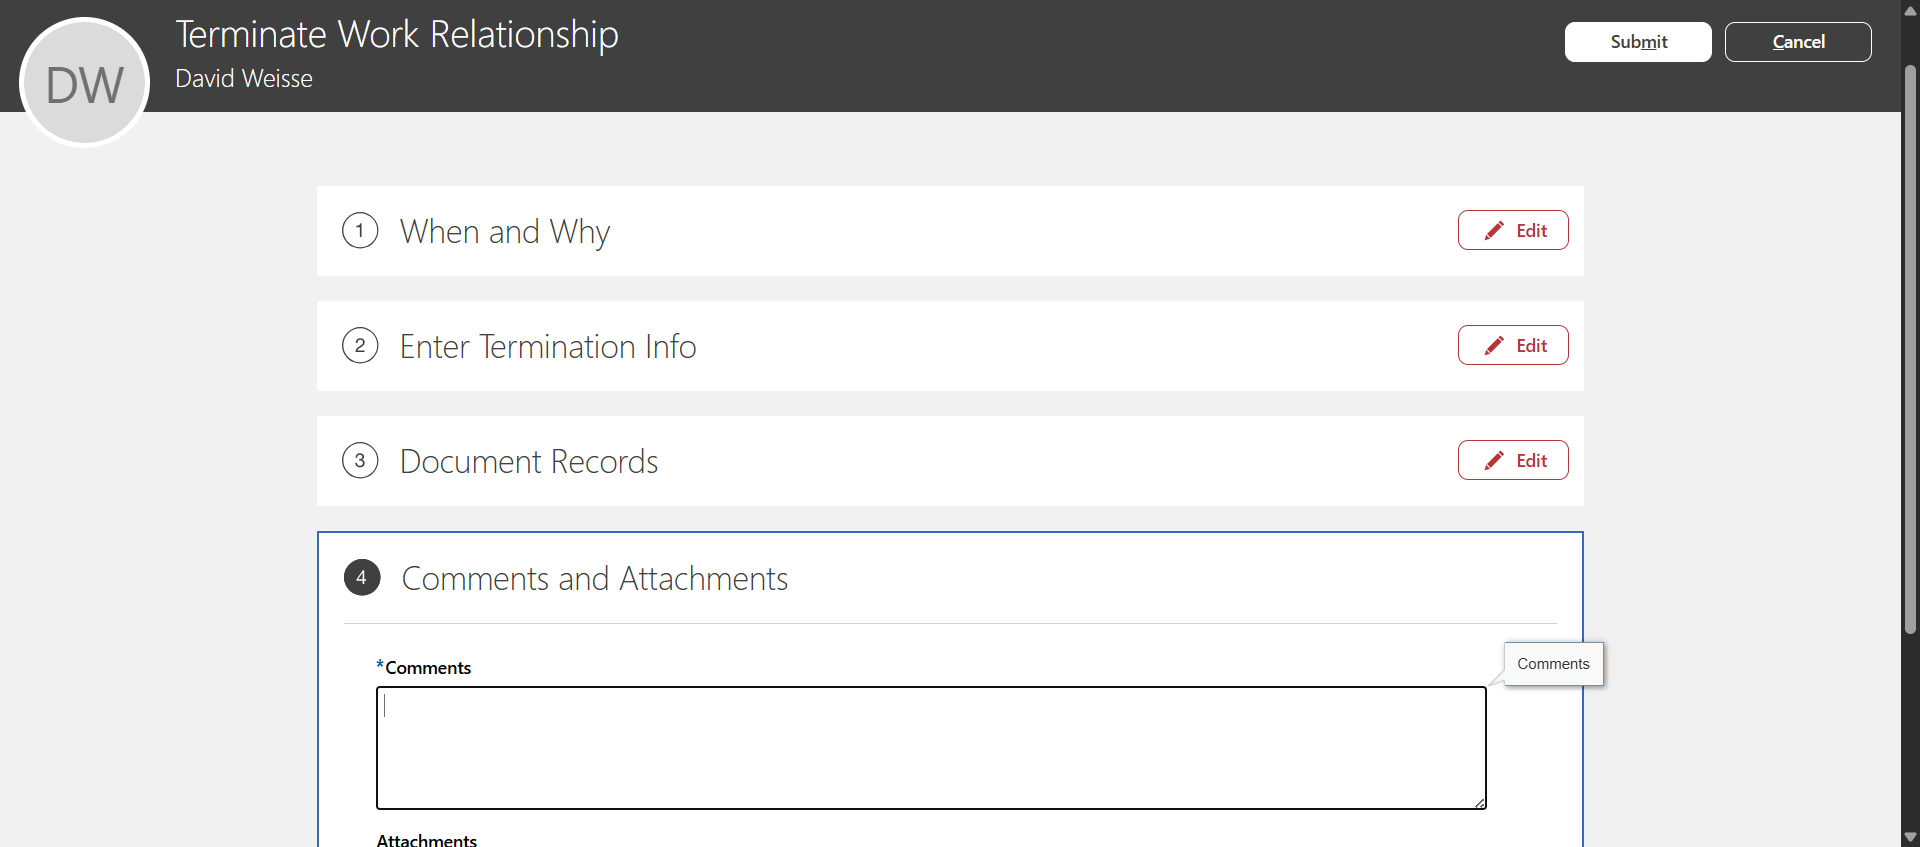 DW
Terminate Work Relationship
David Weisse
Submit
Cancel
1 When and Why
Edit
2 Enter Termination Info
Edit
3 Document Records
Edit
4 Comments and Attachments
*Comments
Comments
Attachments